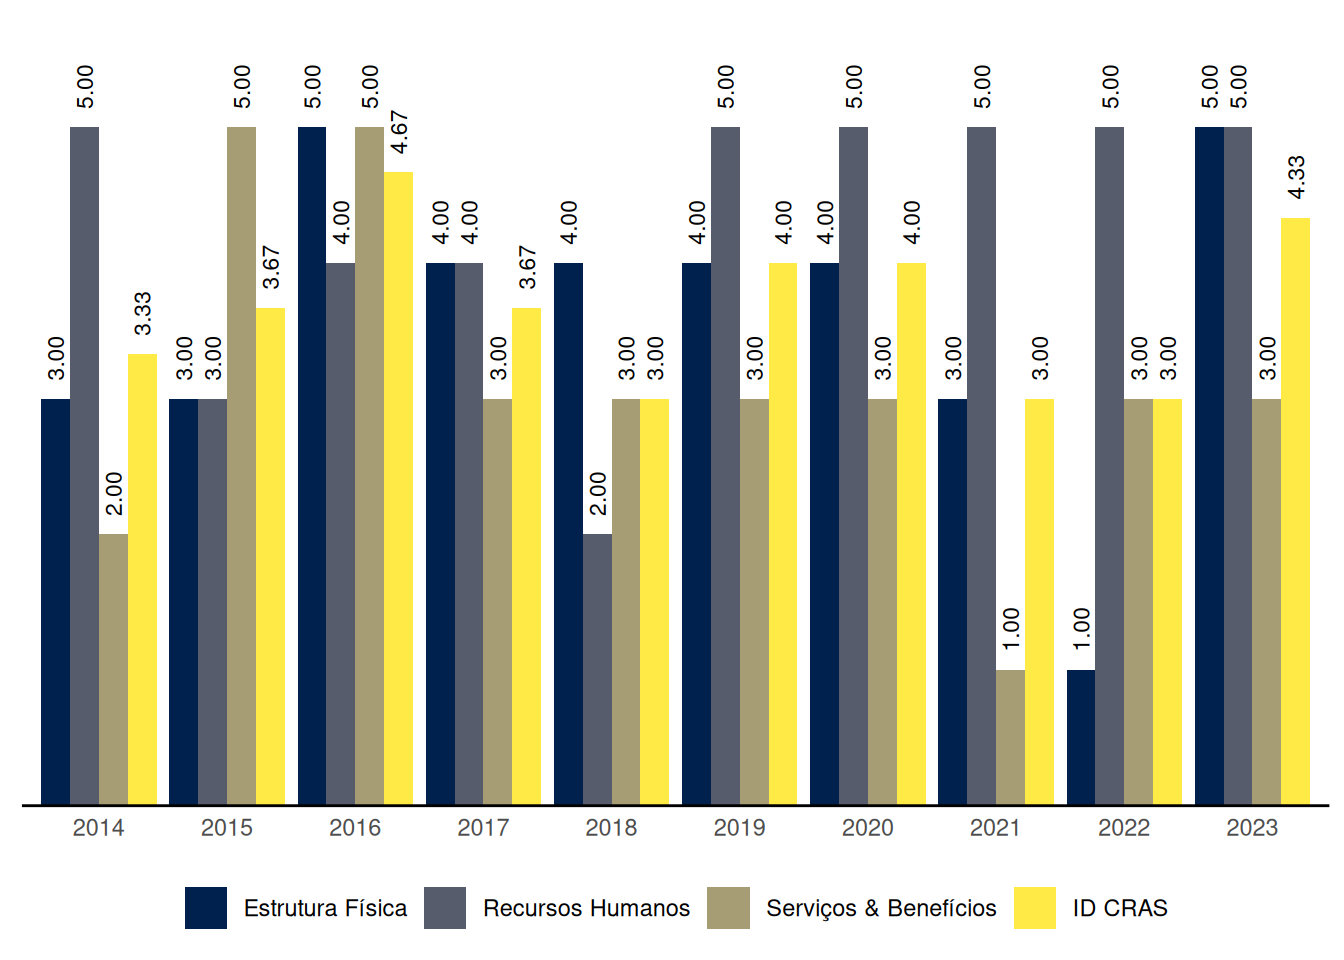 5.00 5.00 5.00 5.00 5.00 5.00 5.00 5.00 5.00 5.00
4.67
4.33
4.00 4.00 4.00 4.00 4.00 4.00 4.00 4.00
3.67 3.67
3.33
3.00 3.00 3.00 3.00 3.00 3.00 3.00 3.00 3.00 3.00 3.00 3.00 3.00 3.00
2.00 2.00
1.00 1.00
2014 2015 2016 2017 2018 2019 2020 2021 2022 2023
Estrutura Física Recursos Humanos Serviços & Benefícios ID CRAS